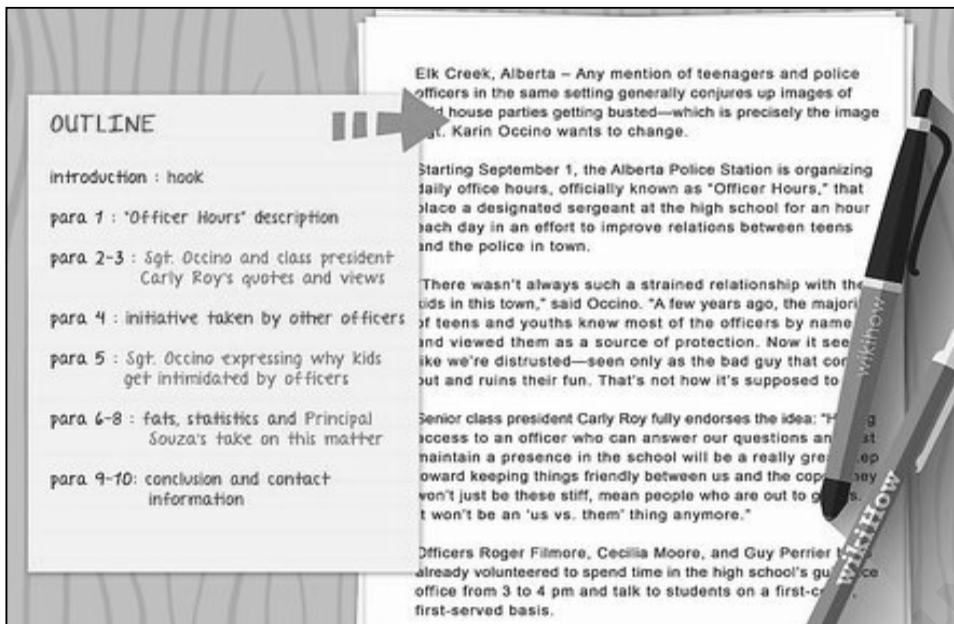 OUTLINE
introduction : hook
para 1 : "Officer Hours" description
para 2-3 : Sgt. Occino and class president
Carly Roy's quotes and views
para 4 : initiative taken by other officers
para 5 : Sgt. Occino expressing why kids
get intimidated by officers
para 6-8 : fats, statistics and Principal
Souza's take on this matter
para 9-10: conclusion and contact
information
Elk Creek, Alberta – Any mention of teenagers and police
officers in the same setting generally conjures up images of
house parties getting busted—which is precisely the image
Karin Occino wants to change.
Starting September 1, the Alberta Police Station is organizing
daily office hours, officially known as "Officer Hours," that
place a designated sergeant at the high school for an hour
each day in an effort to improve relations between teens
and the police in town.
"There wasn't always such a strained relationship with the
kids in this town," said Occino. "A few years ago, the
of teens and youths knew most of the officers by name
and viewed them as a source of protection. Now it
like we're distrusted—seen only as the bad guy that
out and ruins their fun. That's not how it's supposed to
Senior class president Carly Roy fully endorses the idea:
access to an officer who can answer our questions
maintain a presence in the school will be a really
toward keeping things friendly between us and the
won't just be these stiff, mean people who are out to
It won't be an 'us vs. them' thing anymore."
Officers Roger Filmore, Cecilia Moore, and Guy Perrier
already volunteered to spend time in the high school's
office from 3 to 4 pm and talk to students on a
first-served basis.
wikihow
wikiHow